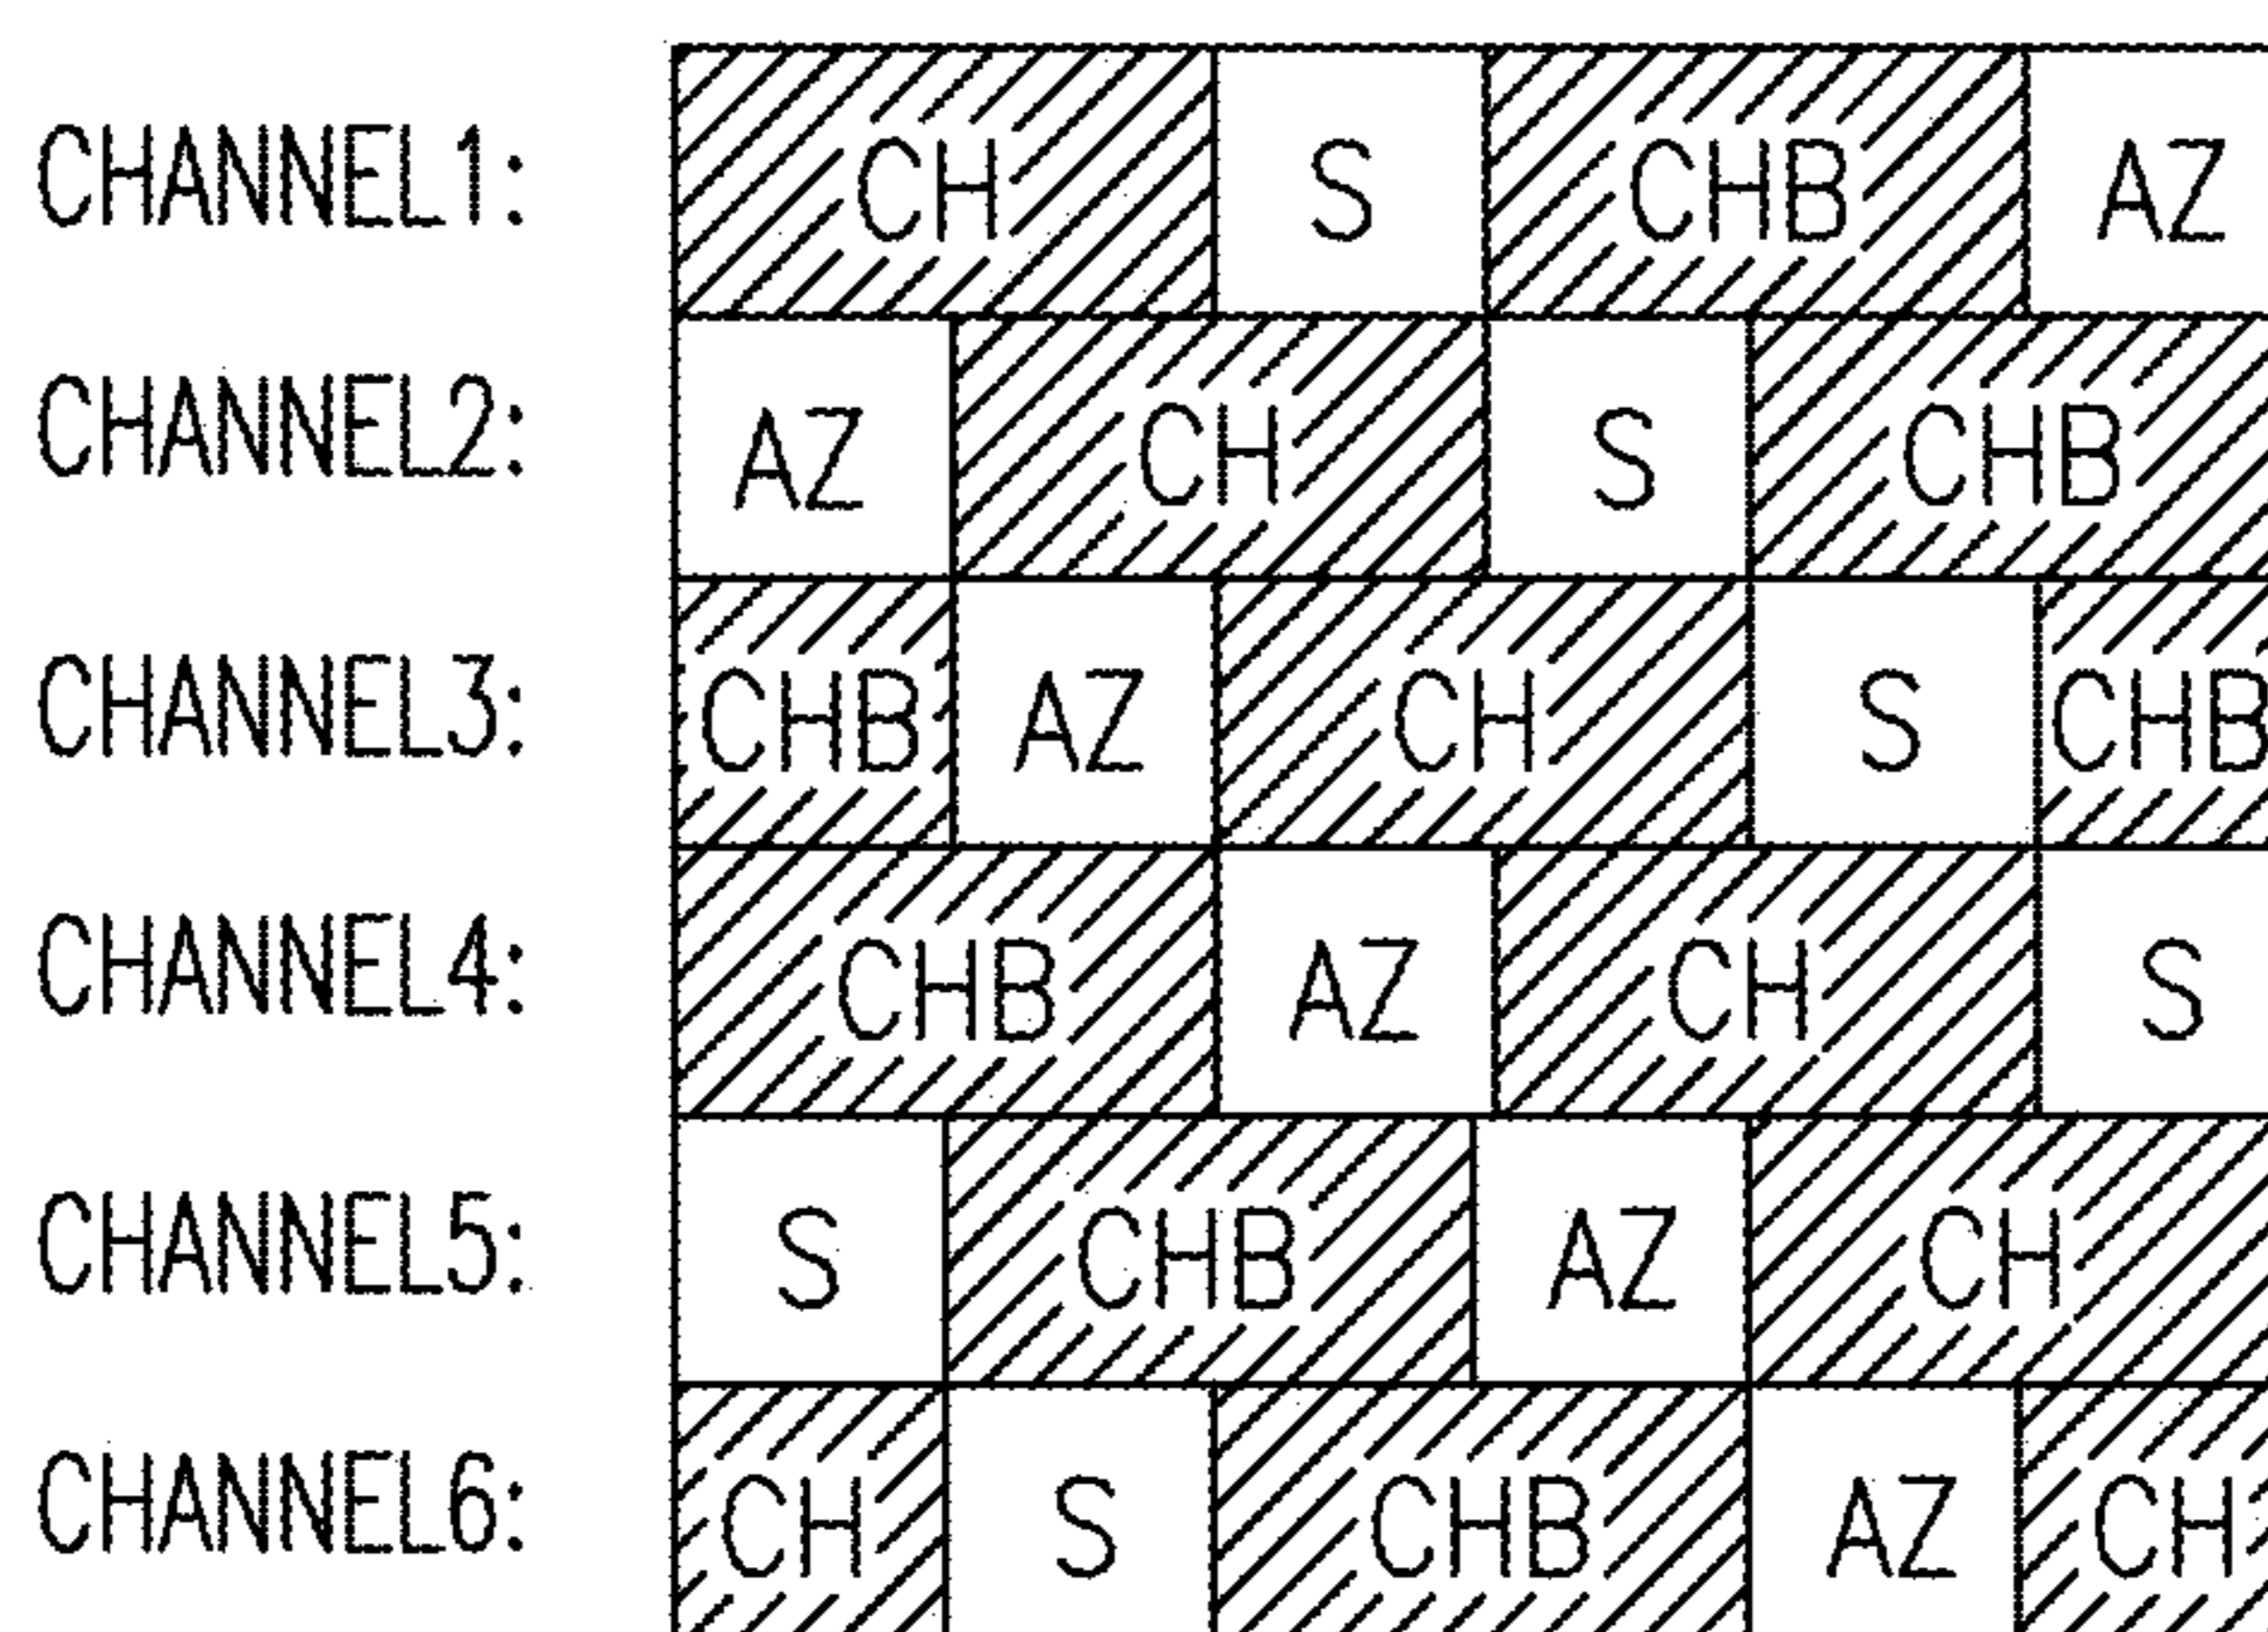 CHANNEL1: CH S CHB AZ
CHANNEL2: AZ CH S CHB
CHANNEL3: CHB AZ CH S CHB
CHANNEL4: CHB AZ CH S
CHANNEL5: S CHB AZ CH
CHANNEL6: CH S CHB AZ CH